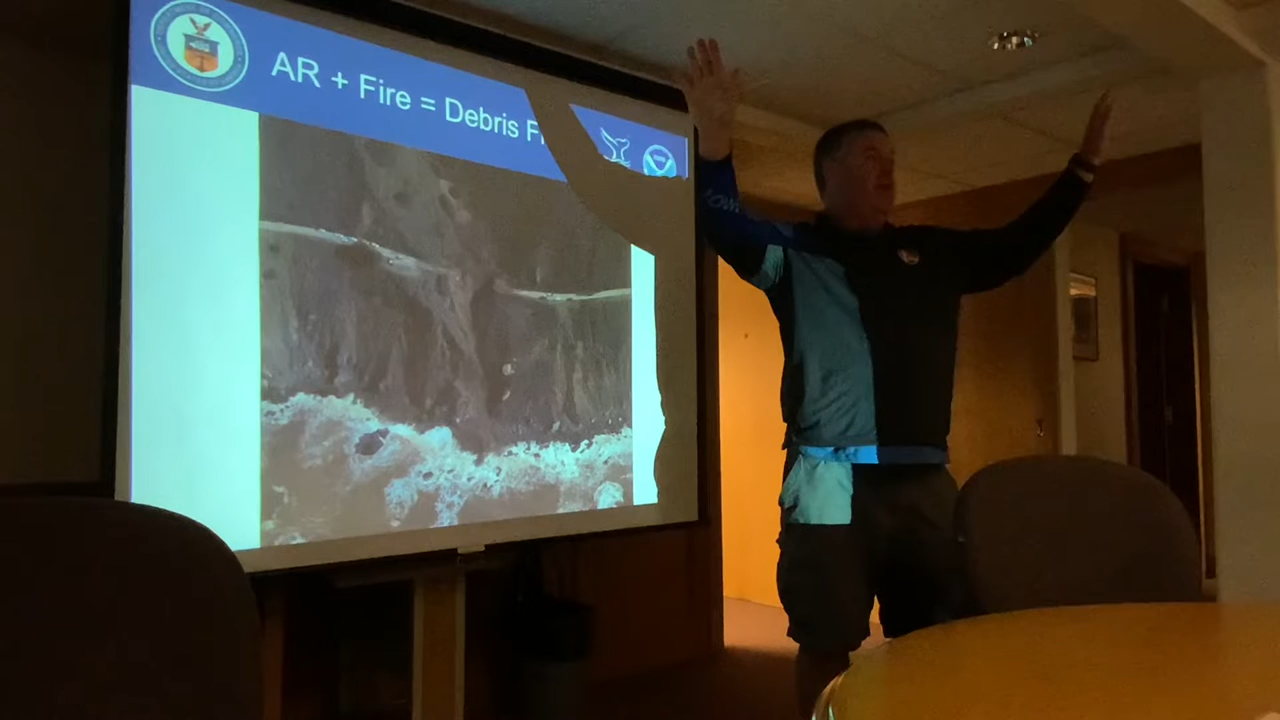 AR + Fire = Debris F